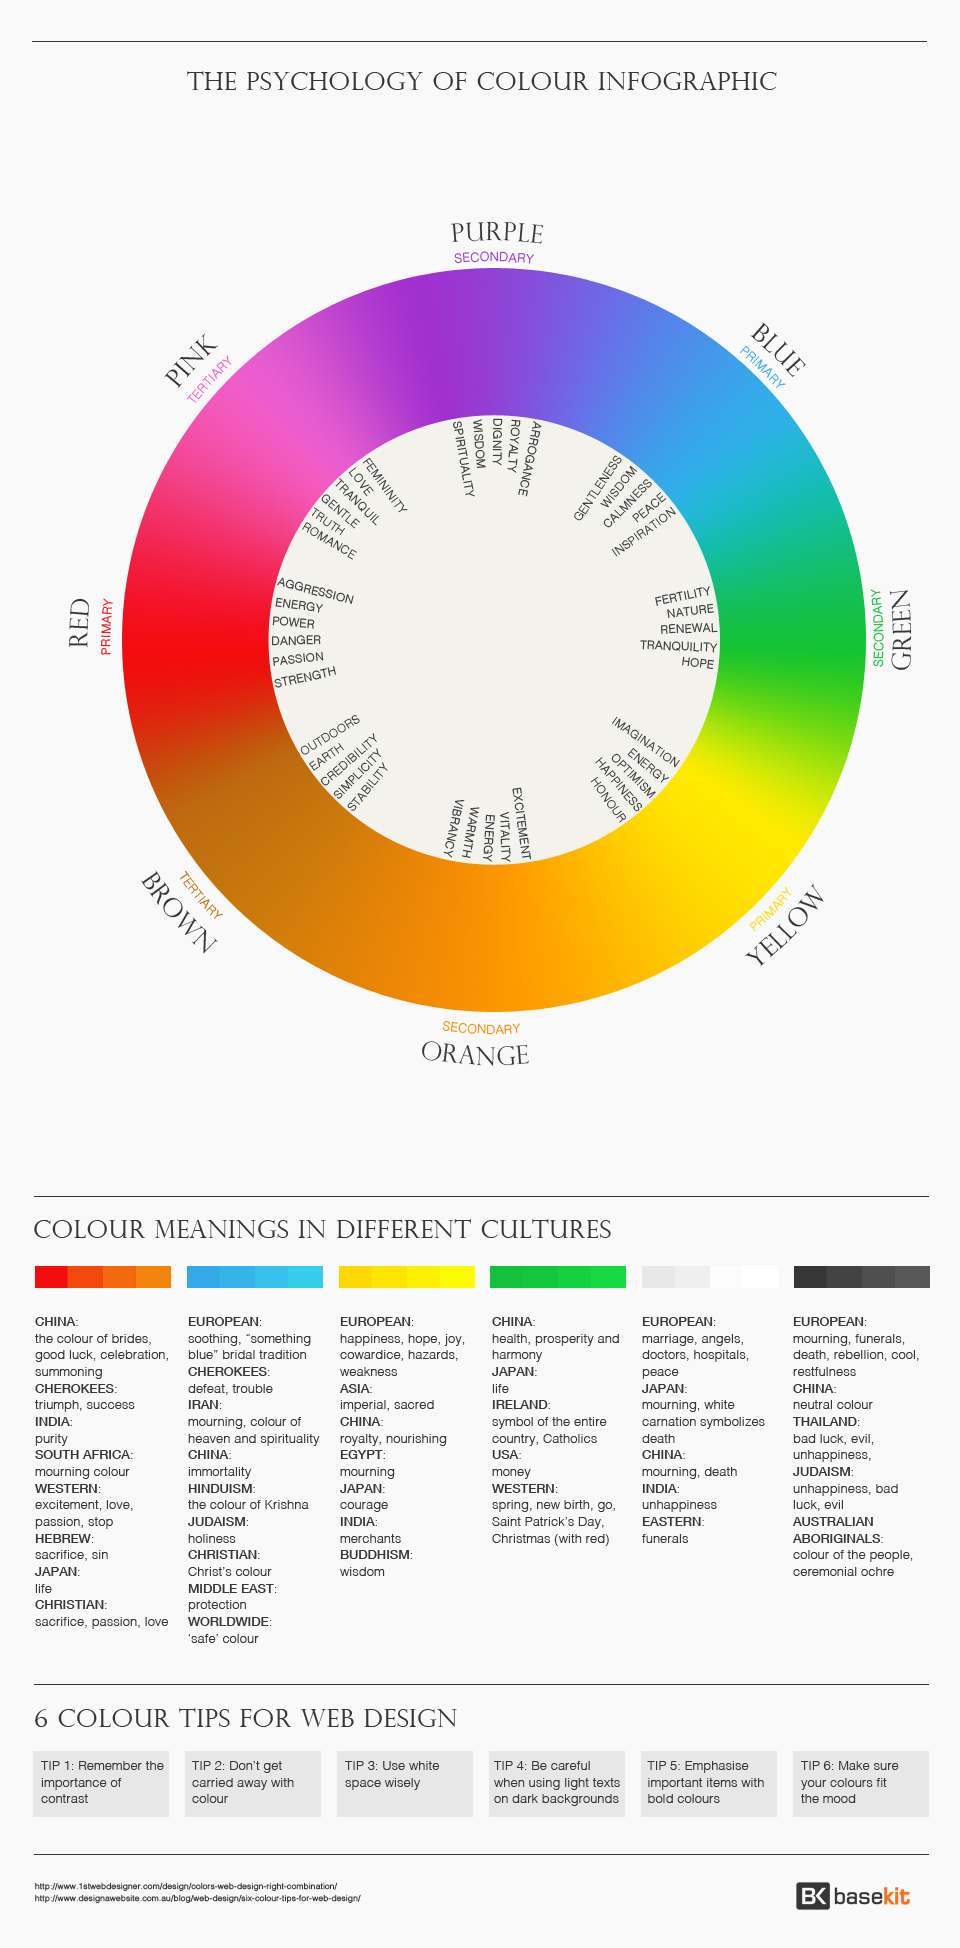 THE PSYCHOLOGY OF COLOUR INFOGRAPHIC
PURPLE
SECONDARY
SPIRITUALITY
WISDOM
DIGNITY
ROYALTY
ARROGANCE
BLUE
PRIMARY
GENTLENESS
WISDOM
CALMNESS
PEACE
INSPIRATION
GREEN
SECONDARY
FERTILITY
NATURE
RENEWAL
TRANQUILITY
HOPE
YELLOW
PRIMARY
IMAGINATION
ENERGY
OPTIMISM
HAPPINESS
HONOUR
ORANGE
SECONDARY
EXCITEMENT
VITALITY
ENERGY
WARMTH
VIBRANCY
BROWN
TERTIARY
OUTDOORS
EARTH
CREDIBILITY
SIMPLICITY
STABILITY
RED
PRIMARY
AGGRESSION
ENERGY
POWER
DANGER
PASSION
STRENGTH
PINK
TERTIARY
FEMININITY
LOVE
TRANQUIL
GENTLE
TRUTH
ROMANCE
COLOUR MEANINGS IN DIFFERENT CULTURES
CHINA:
the colour of brides,
good luck, celebration,
summoning
CHEROKEES:
triumph, success
INDIA:
purity
SOUTH AFRICA:
mourning colour
WESTERN:
excitement, love,
passion, stop
HEBREW:
sacrifice, sin
JAPAN:
life
CHRISTIAN:
sacrifice, passion, love
EUROPEAN:
soothing, “something
blue” bridal tradition
CHEROKEES:
defeat, trouble
IRAN:
mourning, colour of
heaven and spirituality
CHINA:
immortality
HINDUISM:
the colour of Krishna
JUDAISM:
holiness
CHRISTIAN:
Christ’s colour
MIDDLE EAST:
protection
WORLDWIDE:
‘safe’ colour
EUROPEAN:
happiness, hope, joy,
cowardice, hazards,
weakness
ASIA:
imperial, sacred
CHINA:
royalty, nourishing
EGYPT:
mourning
JAPAN:
courage
INDIA:
merchants
BUDDHISM:
wisdom
CHINA:
health, prosperity and
harmony
JAPAN:
life
IRELAND:
symbol of the entire
country, Catholics
USA:
money
WESTERN:
spring, new birth, go,
Saint Patrick’s Day,
Christmas (with red)
EUROPEAN:
marriage, angels,
doctors, hospitals,
peace
JAPAN:
mourning, white
carnation symbolizes
death
CHINA:
mourning, death
INDIA:
unhappiness
EASTERN:
funerals
EUROPEAN:
mourning, funerals,
death, rebellion, cool,
restfulness
CHINA:
neutral colour
THAILAND:
bad luck, evil,
unhappiness,
JUDAISM:
unhappiness, bad
luck, evil
AUSTRALIAN
ABORIGINALS:
colour of the people,
ceremonial ochre
6 COLOUR TIPS FOR WEB DESIGN
TIP 1: Remember the
importance of
contrast
TIP 2: Don’t get
carried away with
colour
TIP 3: Use white
space wisely
TIP 4: Be careful
when using light texts
on dark backgrounds
TIP 5: Emphasise
important items with
bold colours
TIP 6: Make sure
your colours fit
the mood
http://www.1stwebdesigner.com/design/colors-web-design-right-combination/
http://www.designawebsite.com.au/blog/web-design/six-colour-tips-for-web-design/
BK basekit